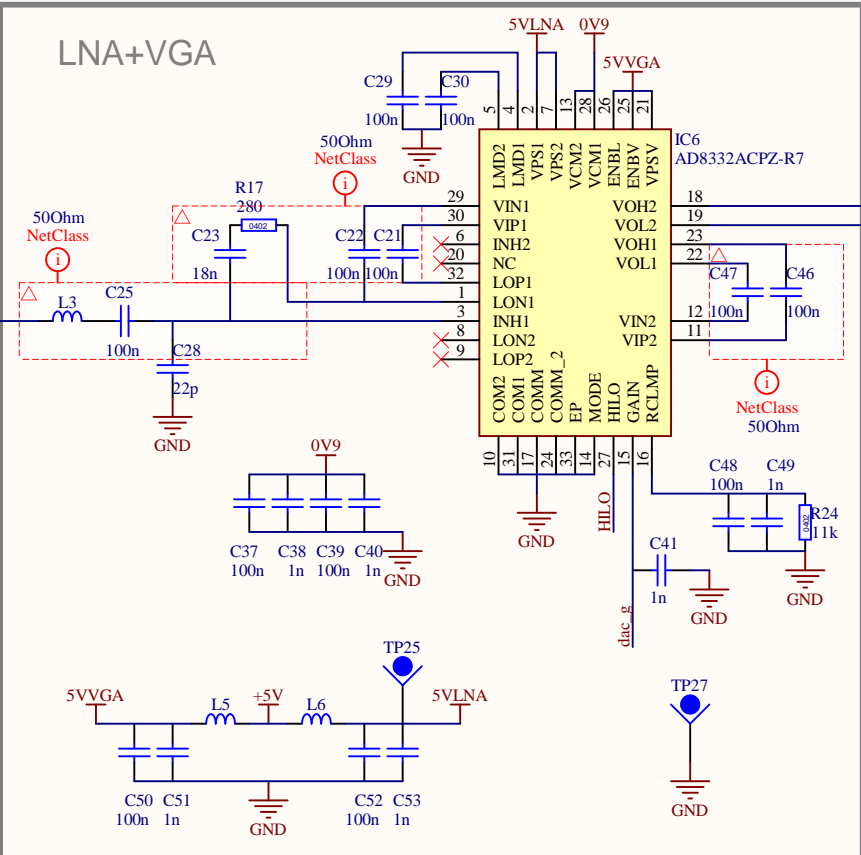 LNA+VGA
5VLNA
0V9
5VVGA
C29
C30
100n
100n
GND
5
4
2
7
13
28
26
25
21
IC6
AD8332ACPZ-R7
LMD2
LMD1
VPS1
VPS2
VCM2
VCM1
ENBL
ENBV
VPSV
50Ohm
NetClass
i
R17
280
0402
50Ohm
NetClass
i
C23
18n
C22
C21
100n
100n
29
30
6
20
32
1
3
8
9
VIN1
VIP1
INH2
NC
LOP1
LON1
INH1
LON2
LOP2
VOH2
VOL2
VOH1
VOL1
VIN2
VIP2
18
19
23
22
12
11
C47
C46
100n
100n
i
NetClass
50Ohm
L3
C25
100n
C28
22p
GND
COM2
COM1
COMM
COMM_2
EP
MODE
HILO
GAIN
RCLMP
10
31
17
24
33
14
27
15
16
GND
HILO
dac_g
C41
1n
GND
C48
100n
C49
1n
R24
0402
11k
GND
0V9
C37
C38
C39
C40
100n
1n
100n
1n
GND
TP25
5VVGA
L5
+5V
L6
5VLNA
C50
C51
100n
1n
GND
C52
C53
100n
1n
TP27
GND